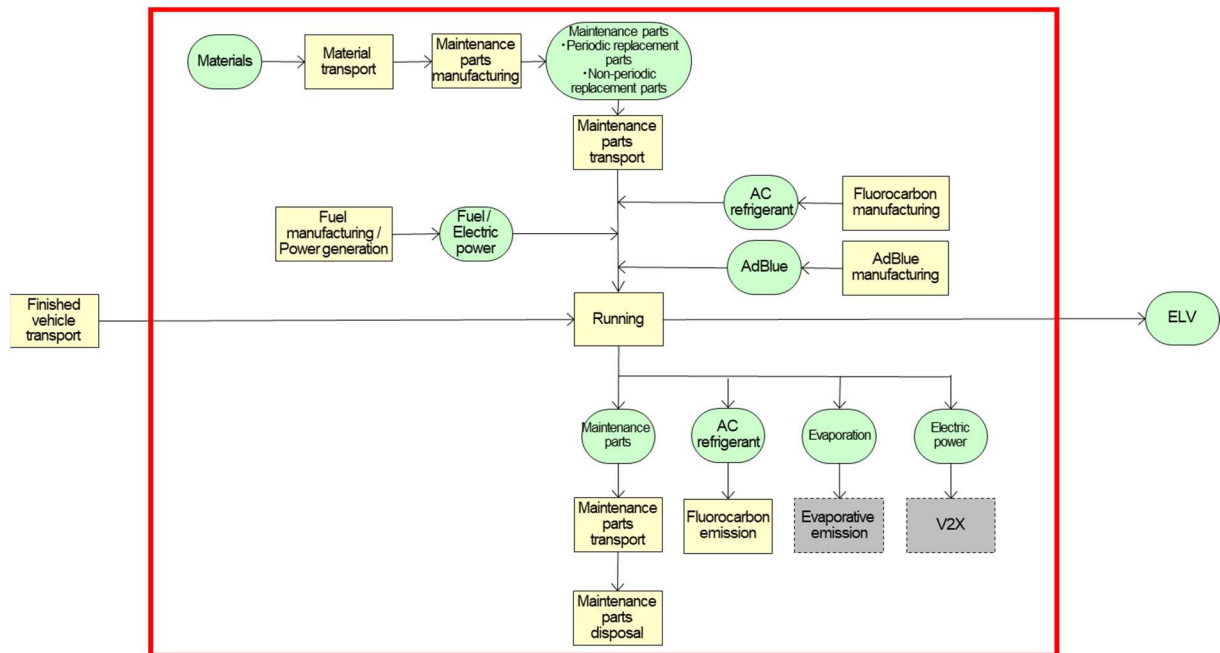 Materials
Material
transport
Maintenance
parts
manufacturing
Maintenance parts
・Periodic replacement
parts
・Non-periodic
replacement parts
Maintenance
parts
transport
AC
refrigerant
Fluorocarbon
manufacturing
Fuel
manufacturing /
Power generation
Fuel /
Electric
power
AdBlue
AdBlue
manufacturing
Finished
vehicle
transport
Running
ELV
Maintenance
parts
AC
refrigerant
Evaporation
Electric
power
Maintenance
parts
transport
Fluorocarbon
emission
Evaporative
emission
V2X
Maintenance
parts
disposal